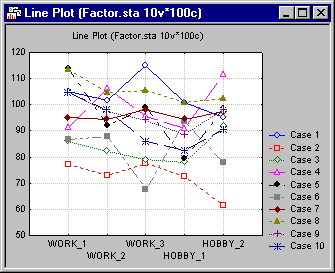 Line Plot (Factor.sta 10v*100c)
Line Plot (Factor.sta 10v*100c)
120
110
100
90
80
70
60
50
WORK_1
WORK_2
WORK_3
HOBBY_1
HOBBY_2
Case 1
Case 2
Case 3
Case 4
Case 5
Case 6
Case 7
Case 8
Case 9
Case 10